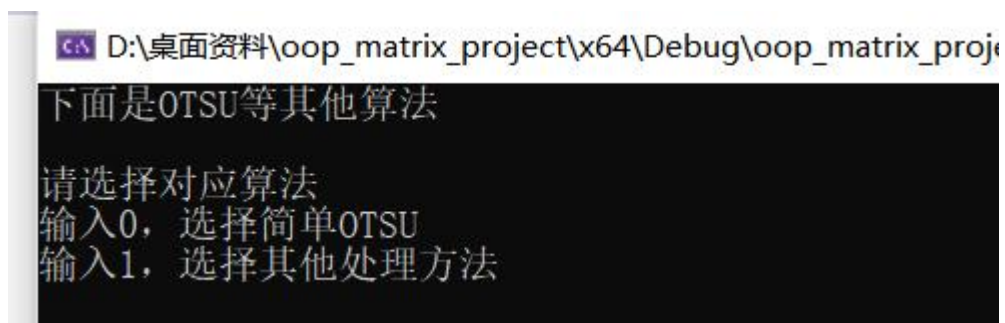 D:\桌面资料\oop_matrix_project\x64\Debug\oop_matrix_proje
下面是OTSU等其他算法
请选择对应算法
输入0，选择简单OTSU
输入1，选择其他处理方法